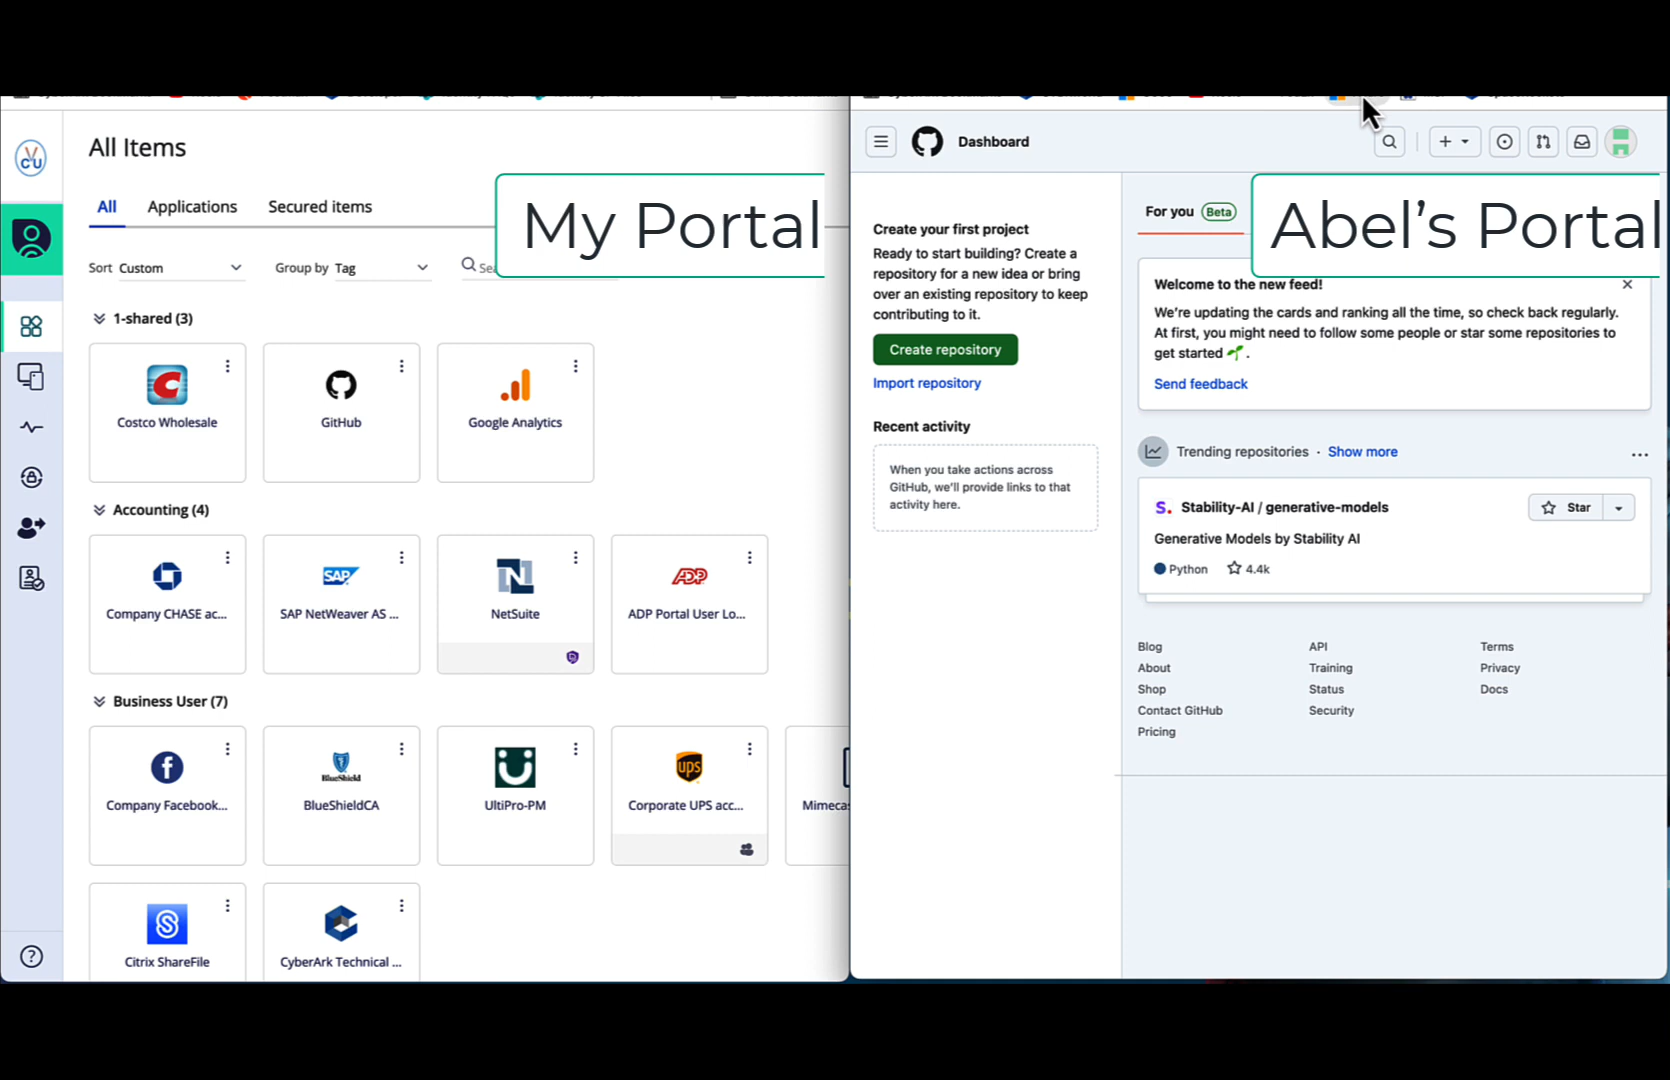 All Items
All Applications Secured items
My Portal
Sort Custom Group by Tag
1-shared (3)
Costco Wholesale GitHub Google Analytics
Accounting (4)
Company CHASE ac... SAP NetWeaver AS ... NetSuite ADP Portal User Lo...
Business User (7)
Company Facebook... BlueShieldCA UltiPro-PM Corporate UPS acc...
Citrix ShareFile CyberArk Technical ...
Dashboard
Create your first project
Ready to start building? Create a
repository for a new idea or bring
over an existing repository to keep
contributing to it.
Create repository
Import repository
Recent activity
When you take actions across
GitHub, we'll provide links to that
activity here.
For you Beta
Abel's Portal
Welcome to the new feed!
We're updating the cards and ranking all the time, so check back regularly.
At first, you might need to follow some people or star some repositories to
get started 🌱 .
Send feedback
Trending repositories · Show more
S. Stability-AI / generative-models Star
Generative Models by Stability AI
Python 4.4k
Blog API Terms
About Training Privacy
Shop Status Docs
Contact GitHub Security
Pricing